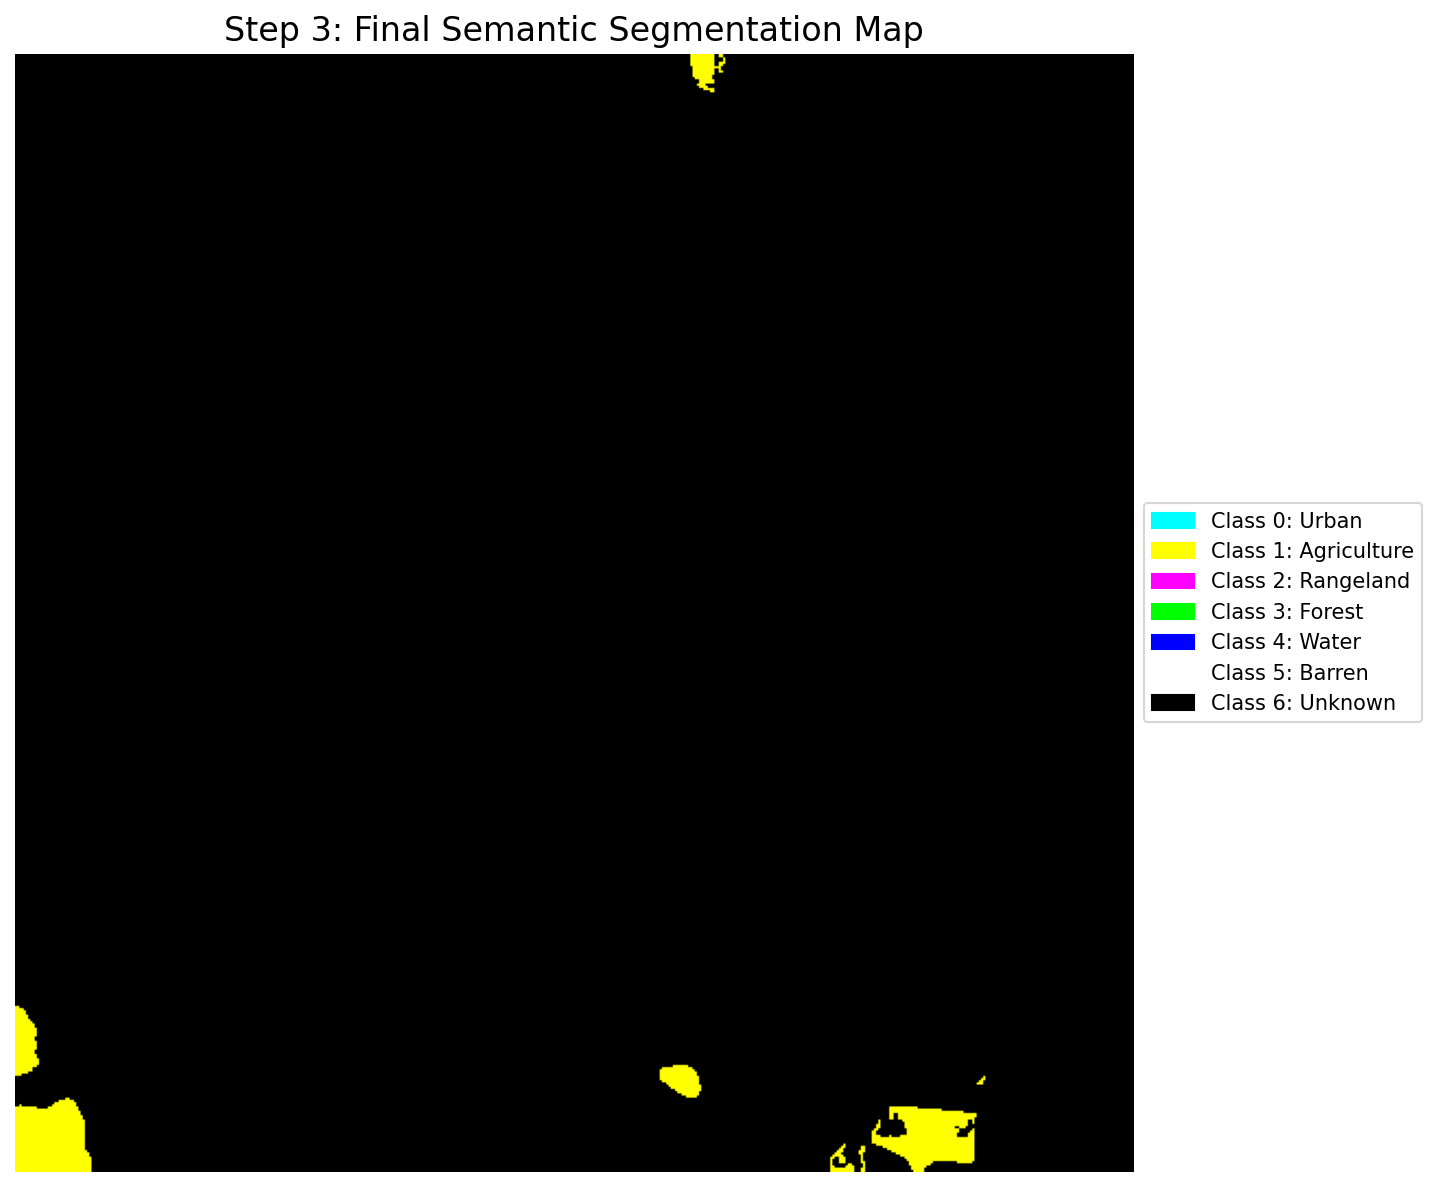 Step 3: Final Semantic Segmentation Map
Class 0: Urban
Class 1: Agriculture
Class 2: Rangeland
Class 3: Forest
Class 4: Water
Class 5: Barren
Class 6: Unknown